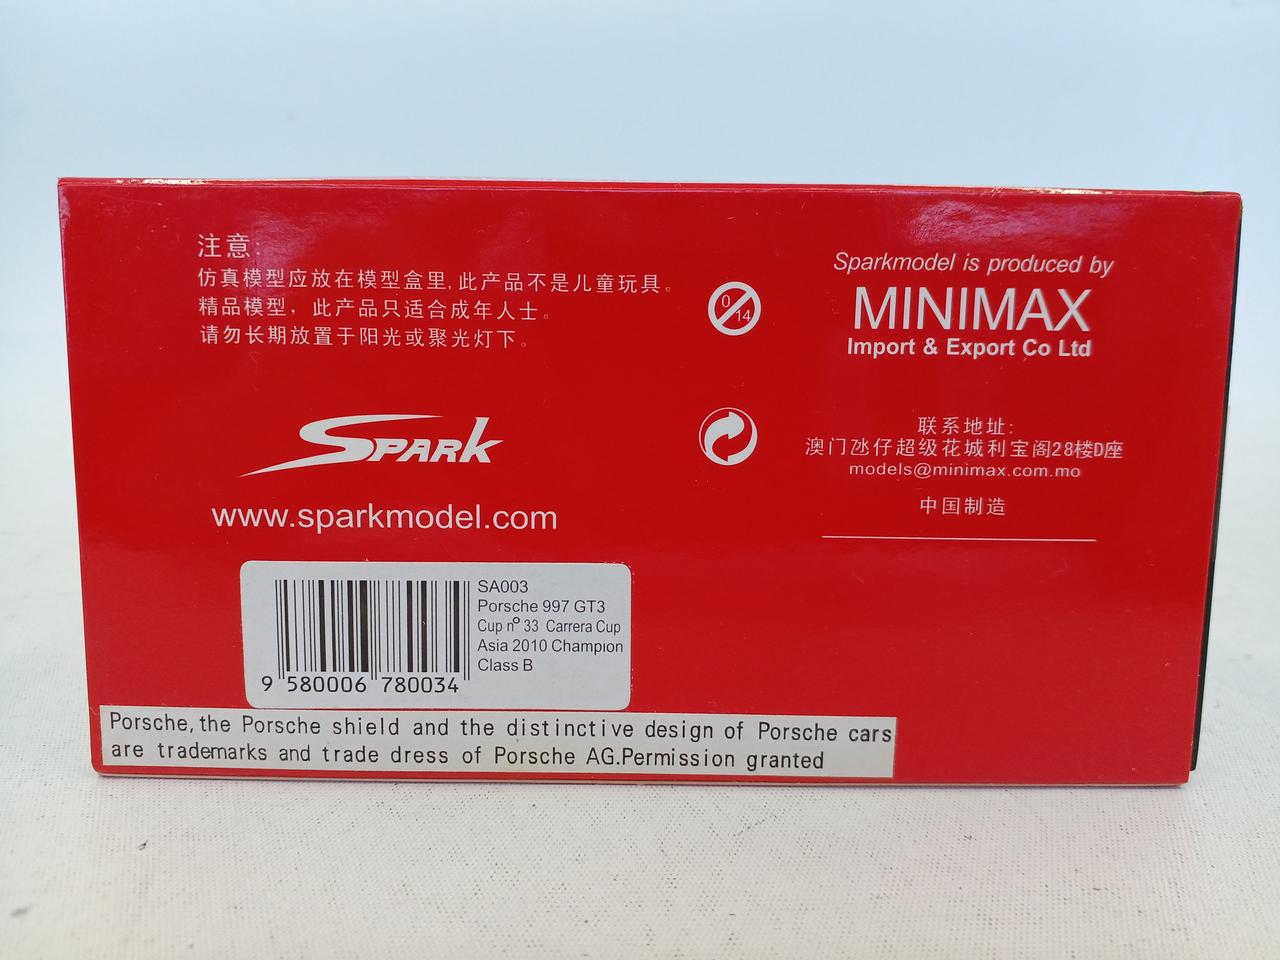 注意:
仿真模型应放在模型盒里,此产品不是儿童玩具。
精品模型，此产品只适合成年人士。
请勿长期放置于阳光或聚光灯下。
0
14
Sparkmodel is produced by
MINIMAX
Import & Export Co Ltd
SPARK
www.sparkmodel.com
联系地址:
澳门氹仔超级花城利宝阁28楼D座
models@minimax.com.mo
中国制造
SA003
Porsche 997 GT3
Cup n° 33 Carrera Cup
Asia 2010 Champion
Class B
9 580006 780034
Porsche, the Porsche shield and the distinctive design of Porsche cars
are trademarks and trade dress of Porsche AG.Permission granted